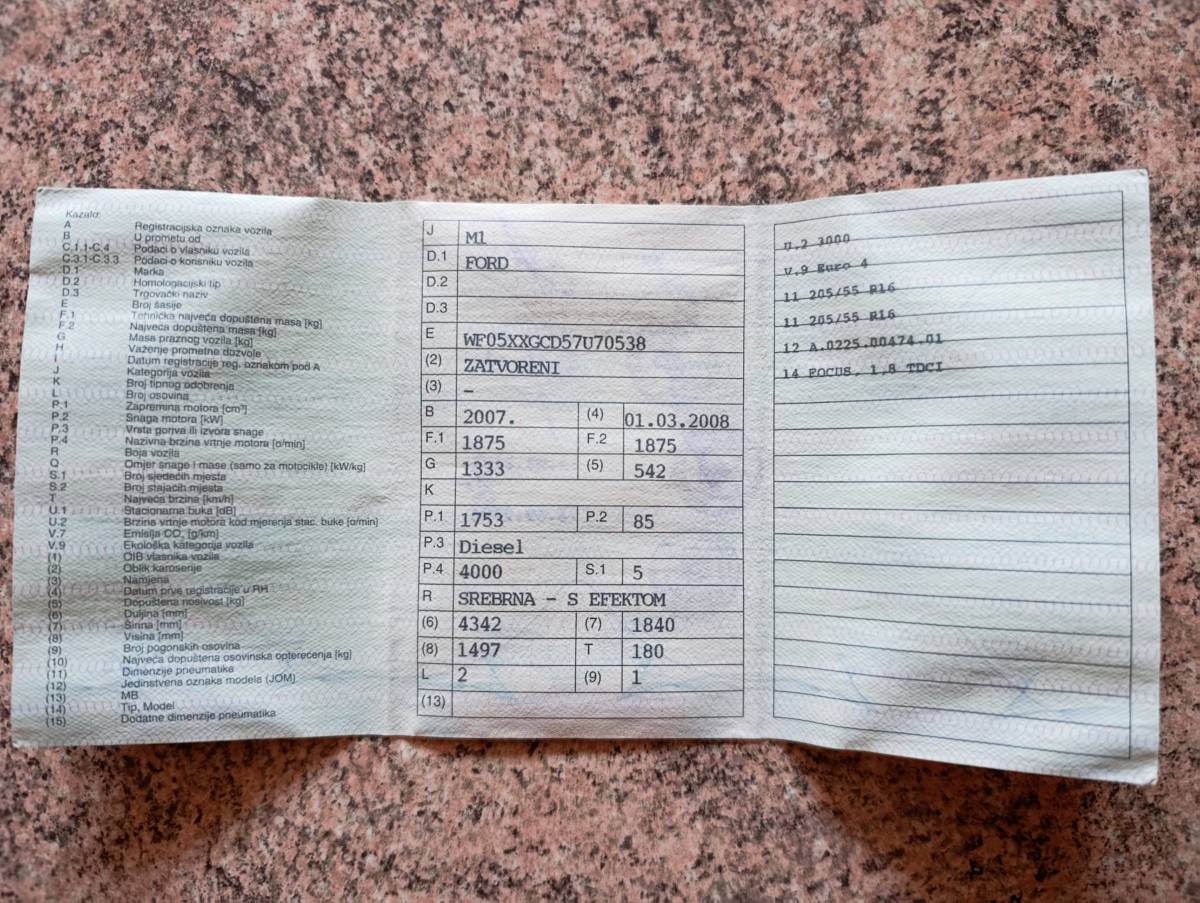 Kazalo:
A Registracijska oznaka vozila
B U prometu od
C.1.1-C.4 Podaci o vlasniku vozila
C.3.1-C.3.3 Podaci o korisniku vozila
D.1 Marka
D.2 Homologacijski tip
D.3 Trgovački naziv
E Broj šasije
F.1 Tehnička najveća dopuštena masa [kg]
F.2 Najveća dopuštena masa [kg]
G Masa praznog vozila [kg]
H Važenje prometne dozvole
I Datum registracije reg. oznakom pod A
J Kategorija vozila
K Broj tipnog odobrenja
L Broj osovina
P.1 Zapremina motora [cm³]
P.2 Snaga motora [kW]
P.3 Vrsta goriva ili izvora snage
P.4 Nazivna brzina vrtnje motora [o/min]
R Boja vozila
Q Omjer snage i mase (samo za motocikle) [kW/kg]
S.1 Broj sjedećih mjesta
S.2 Broj stajaćih mjesta
T Najveća brzina [km/h]
U.1 Stacionarna buka [dB]
U.2 Brzina vrtnje motora kod mjerenja stac. buke [o/min]
V.7 Emisija CO₂ [g/km]
V.9 Ekološka kategorija vozila
(1) OIB vlasnika vozila
(2) Oblik karoserije
(3) Namjena
(4) Datum prve registracije u RH
(5) Dopuštena nosivost [kg]
(6) Duljina [mm]
(7) Širina [mm]
(8) Visina [mm]
(9) Broj pogonskih osovina
(10) Najveća dopuštena osovinska opterećenja [kg]
(11) Dimenzije pneumatika
(12) Jedinstvena oznaka modela (JOM)
(13) MB
(14) Tip, Model
(15) Dodatne dimenzije pneumatika
J M1
D.1 FORD
D.2
D.3
E WF05XXGCD57U70538
(2) ZATVORENI
(3) –
B 2007. (4) 01.03.2008
F.1 1875 F.2 1875
G 1333 (5) 542
K
P.1 1753 P.2 85
P.3 Diesel
P.4 4000 S.1 5
R SREBRNA - S EFEKTOM
(6) 4342 (7) 1840
(8) 1497 T 180
L 2 (9) 1
(13)
U.2 3000
V.9 Euro 4
11 205/55 R16
11 205/55 R16
12 A.0225.00474.01
14 FOCUS, 1,8 TDCI